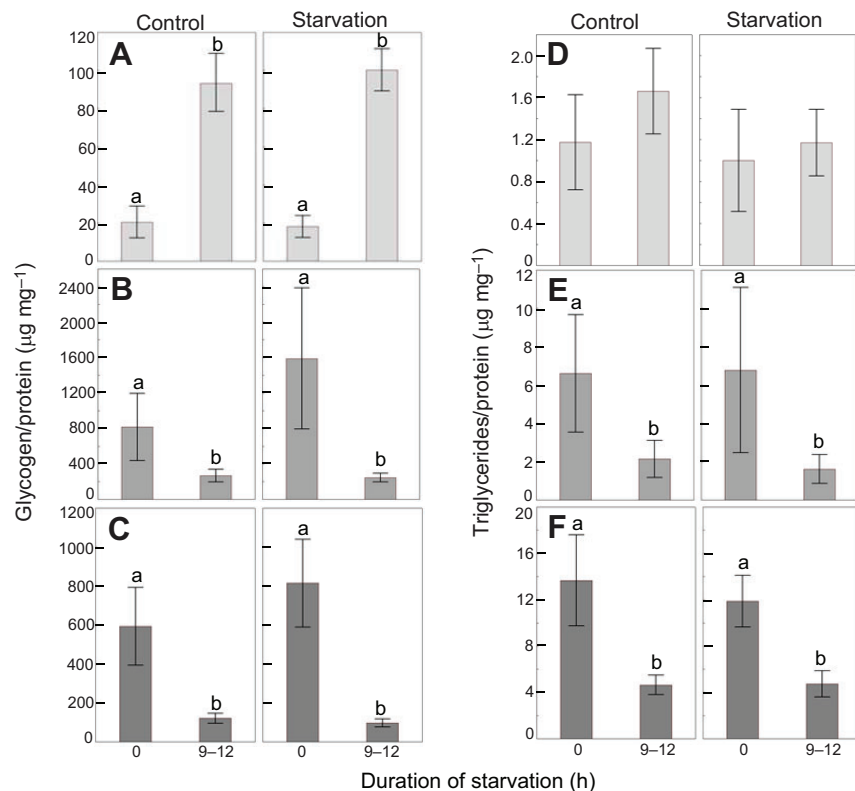 Control Starvation
A
120
100
80
60
40
20
0
a b a b
B
2400
2000
1600
1200
800
400
0
a b a b
C
1200
1000
800
600
400
200
a b a b
0 9–12 0 9–12
Glycogen/protein (µg mg⁻¹)
Control Starvation
D
2.0
1.6
1.2
0.8
0.4
0
E
12
10
8
6
4
2
0
a b a b
F
20
16
12
8
4
0
a b a b
0 9–12 0 9–12
Triglycerides/protein (µg mg⁻¹)
Duration of starvation (h)